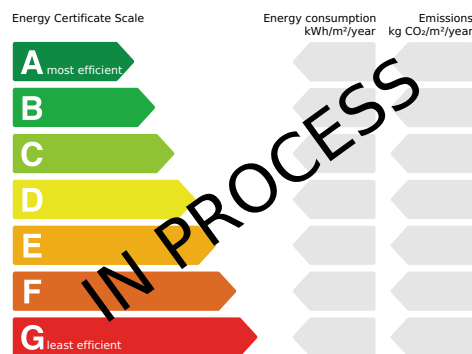 Energy Certificate Scale
Energy consumption
kWh/m²/year
Emissions
kg CO₂/m²/year
A most efficient
B
C
D
E
F
G least efficient
IN PROCESS